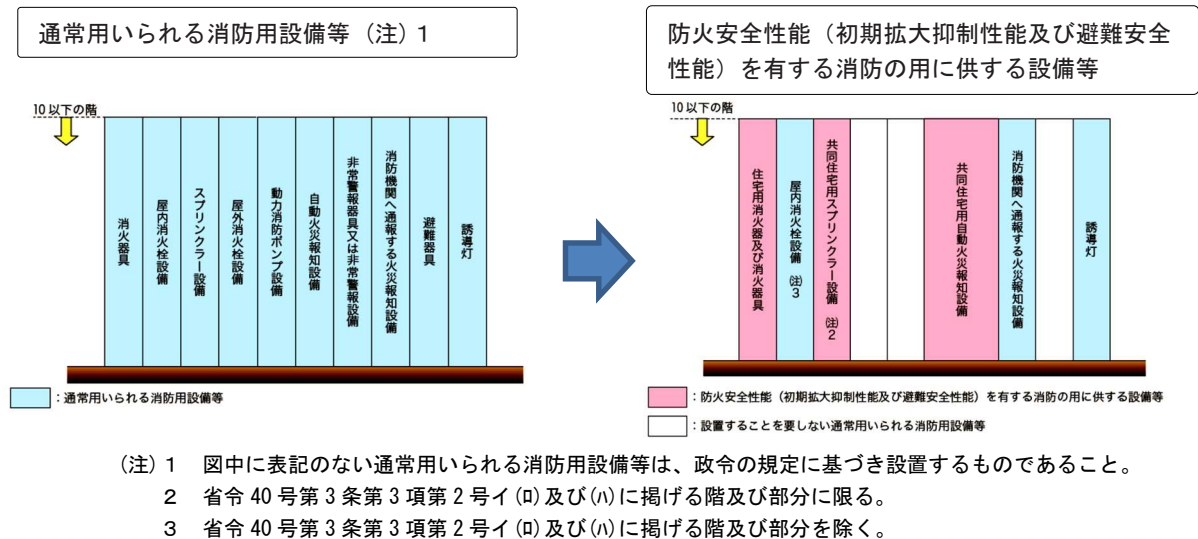 通常用いられる消防用設備等（注）1
10以下の階
消火器具
屋内消火栓設備
スプリンクラー設備
屋外消火栓設備
動力消防ポンプ設備
自動火災報知設備
非常警報器具又は非常警報設備
消防機関へ通報する火災報知設備
避難器具
誘導灯
：通常用いられる消防用設備等
防火安全性能（初期拡大抑制性能及び避難安全
性能）を有する消防の用に供する設備等
10以下の階
住宅用消火器及び消火器具
屋内消火栓設備（注）3
共同住宅用スプリンクラー設備（注）2
共同住宅用自動火災報知設備
消防機関へ通報する火災報知設備
誘導灯
：防火安全性能（初期拡大抑制性能及び避難安全性能）を有する消防の用に供する設備等
：設置することを要しない通常用いられる消防用設備等
（注）1 図中に表記のない通常用いられる消防用設備等は、政令の規定に基づき設置するものであること。
2 省令40号第3条第3項第2号イ(ロ)及び(ハ)に掲げる階及び部分に限る。
3 省令40号第3条第3項第2号イ(ロ)及び(ハ)に掲げる階及び部分を除く。